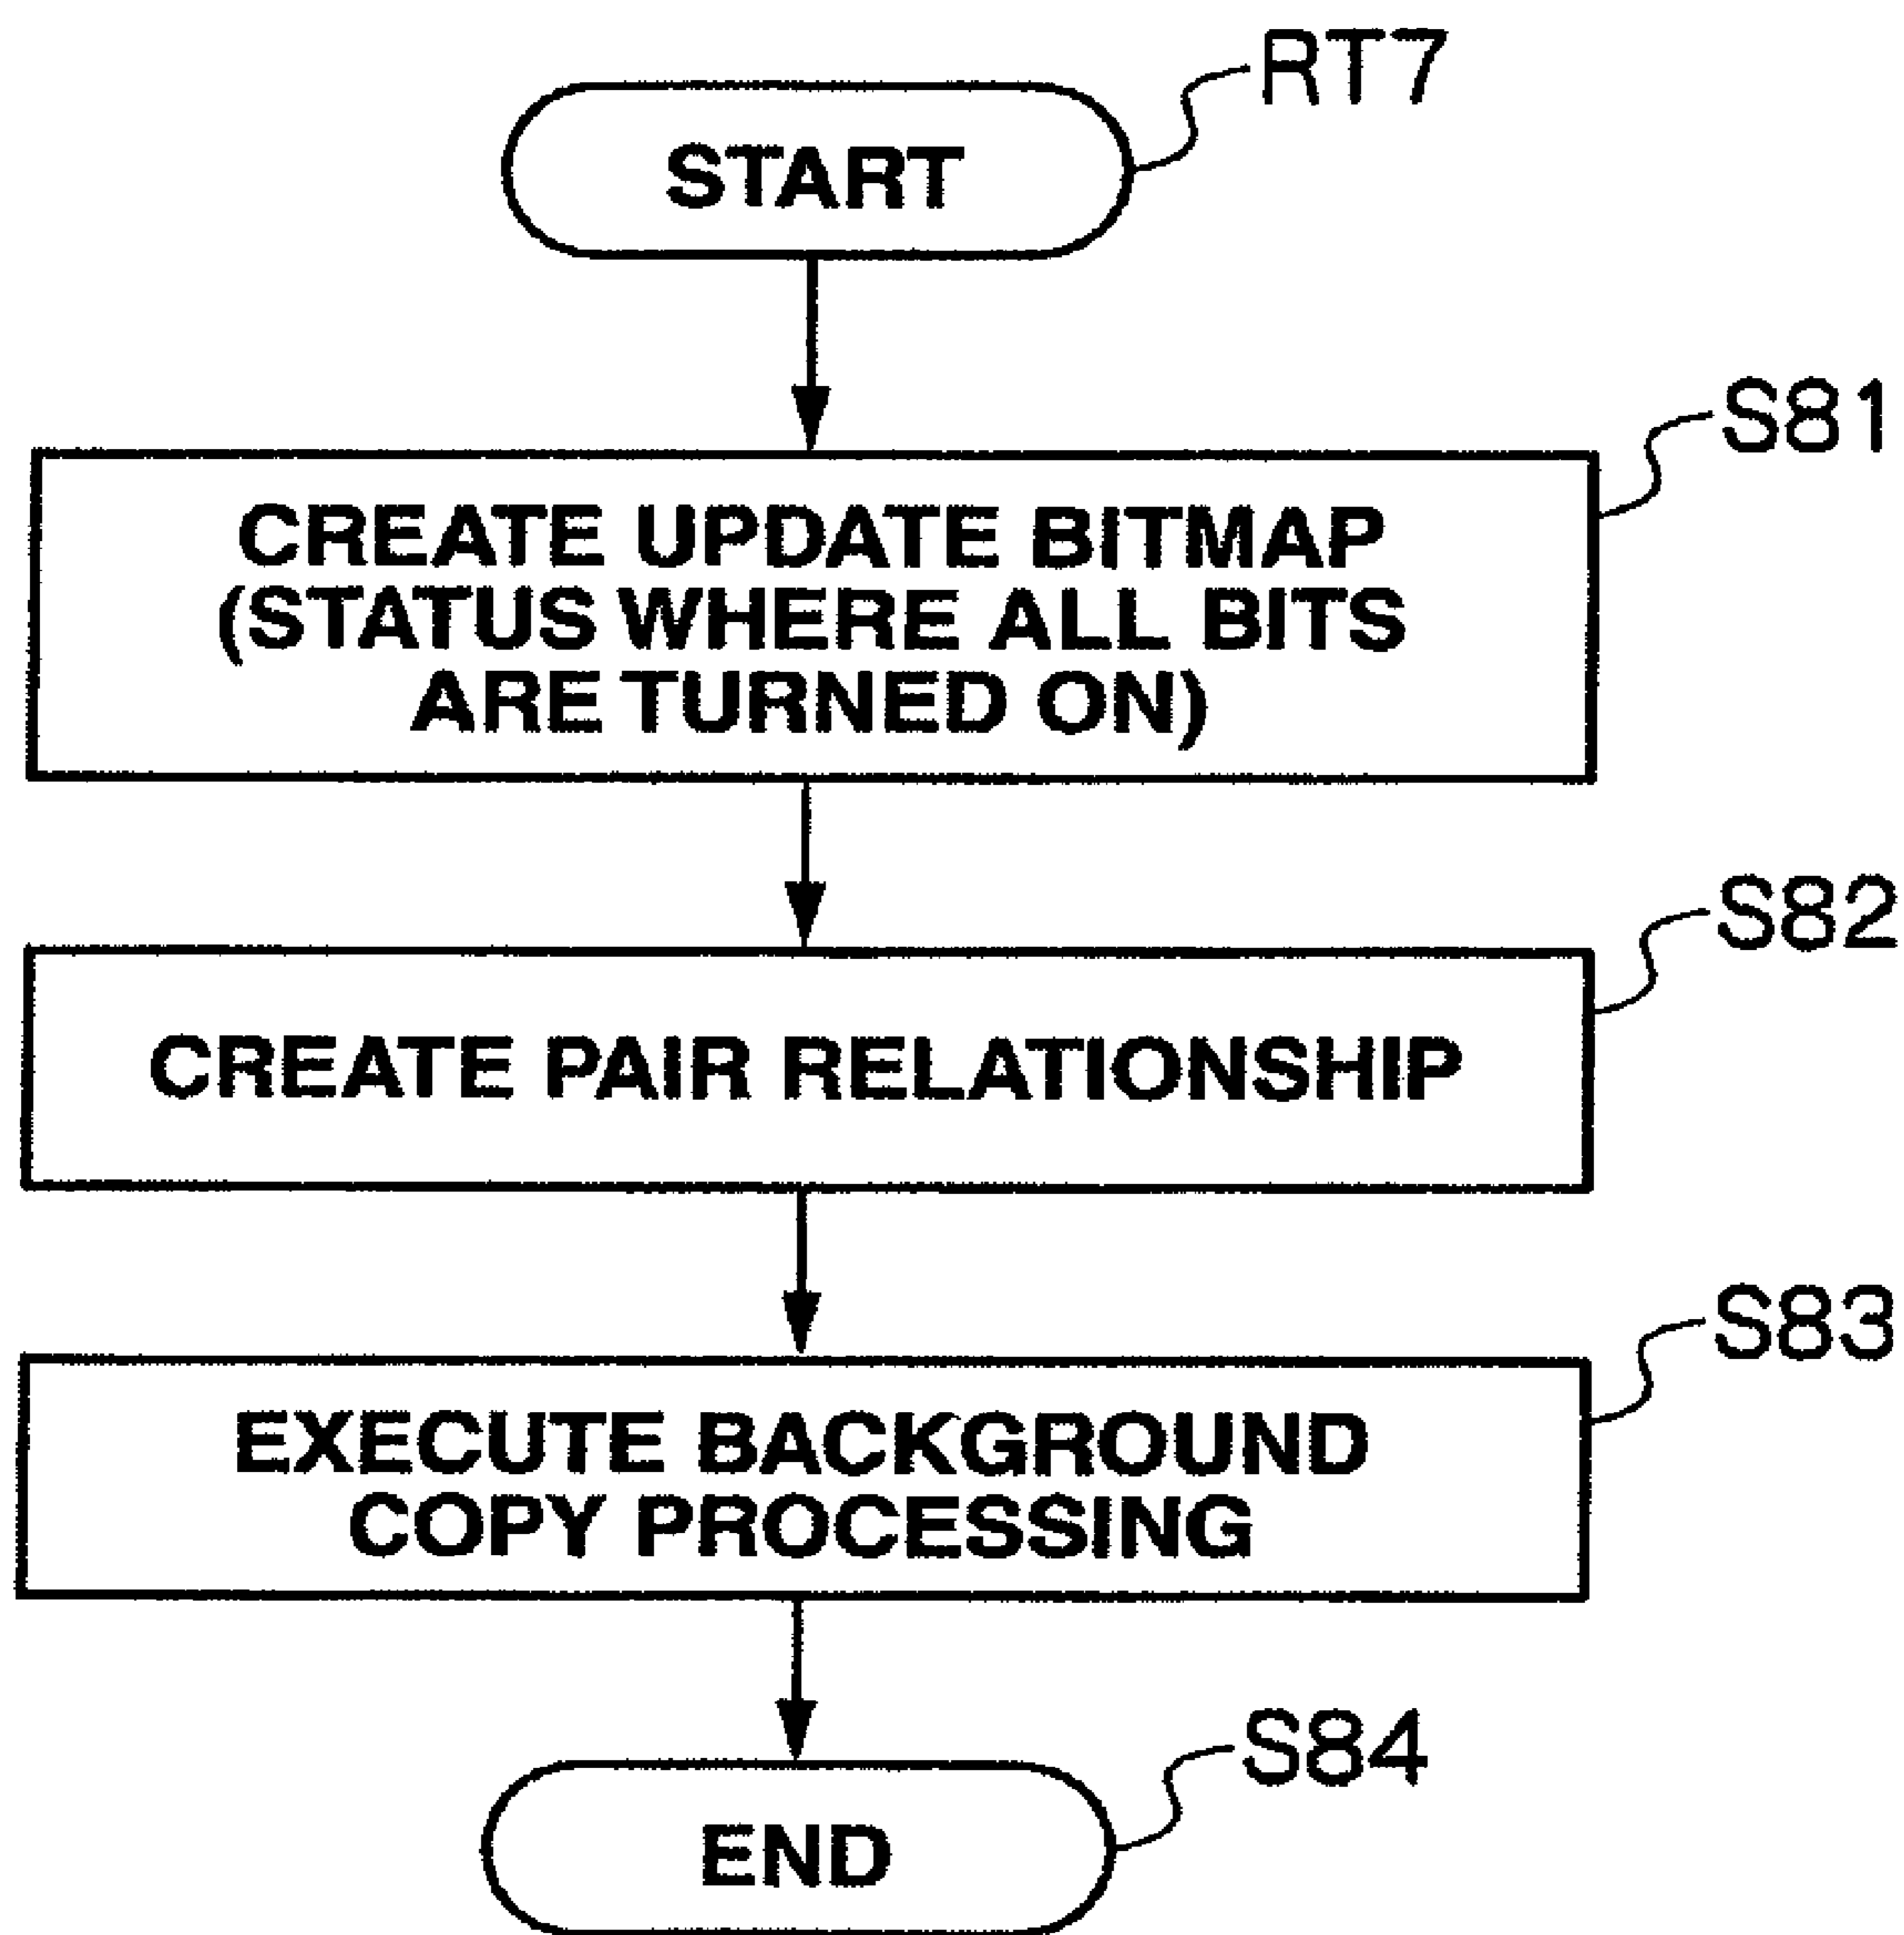 RT7
START
S81
CREATE UPDATE BITMAP
(STATUS WHERE ALL BITS
ARE TURNED ON)
S82
CREATE PAIR RELATIONSHIP
S83
EXECUTE BACKGROUND
COPY PROCESSING
S84
END